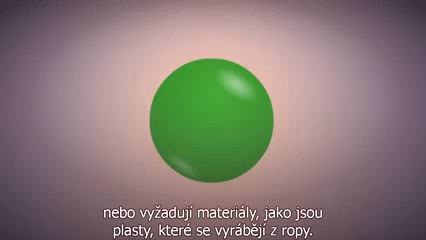 nebo vyžadují materiály, jako jsou
plasty, které se vyrábějí z ropy.